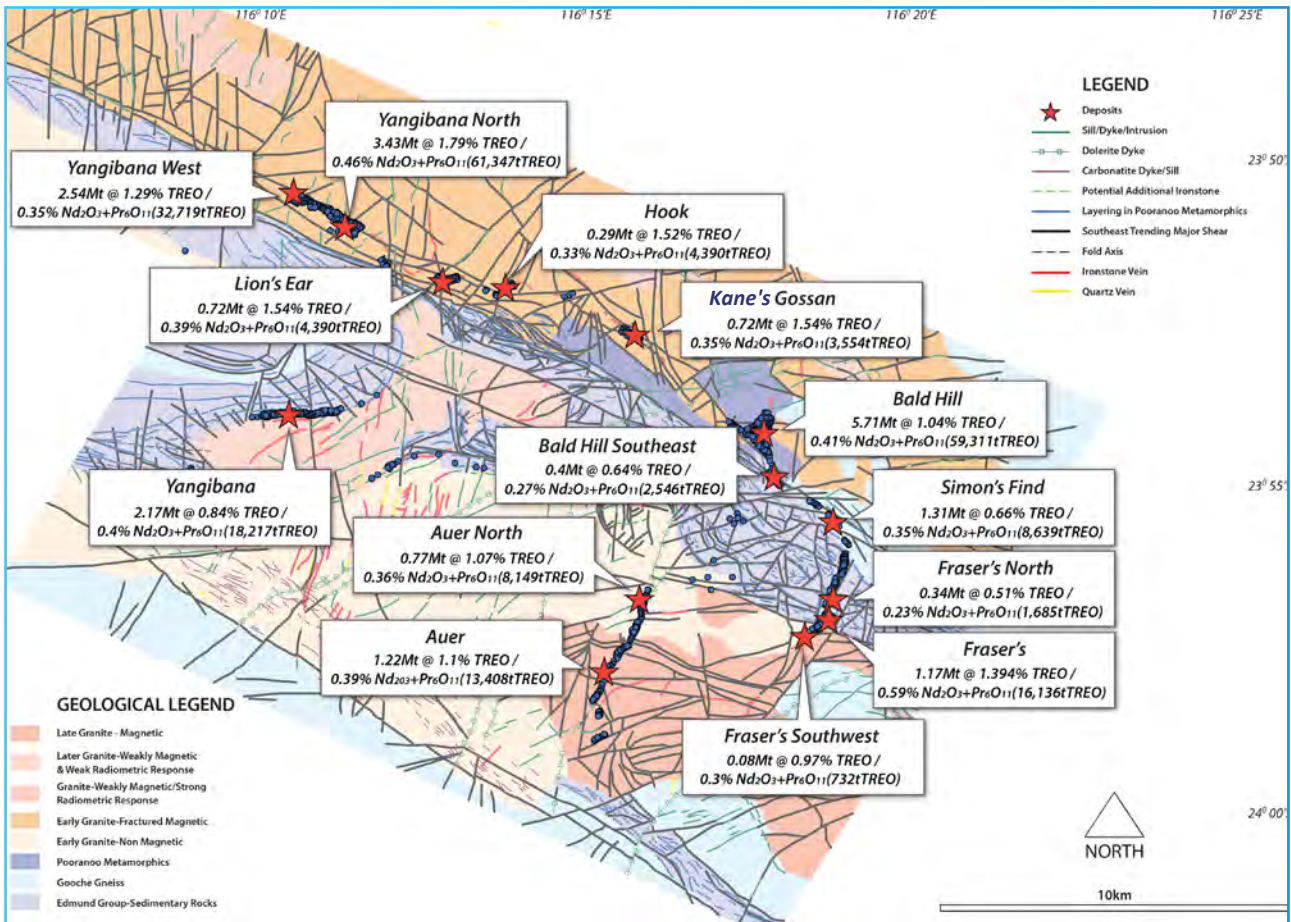 116⁰ 10'E
116⁰ 15'E
116⁰ 20'E
116⁰ 25'E
LEGEND
Deposits
Sill/Dyke/Intrusion
Dolerite Dyke
Carbonatite Dyke/Sill
Potential Additional Ironstone
Layering in Pooranoo Metamorphics
Southeast Trending Major Shear
Fold Axis
Ironstone Vein
Quartz Vein
23⁰ 50'
23⁰ 55'
24⁰ 00'
Yangibana North
3.43Mt @ 1.79% TREO /
0.46% Nd₂O₃+Pr₆O₁₁(61,347tTREO)
Yangibana West
2.54Mt @ 1.29% TREO /
0.35% Nd₂O₃+Pr₆O₁₁(32,719tTREO)
Hook
0.29Mt @ 1.52% TREO /
0.33% Nd₂O₃+Pr₆O₁₁(4,390tTREO)
Lion's Ear
0.72Mt @ 1.54% TREO /
0.39% Nd₂O₃+Pr₆O₁₁(4,390tTREO)
Kane's Gossan
0.72Mt @ 1.54% TREO /
0.35% Nd₂O₃+Pr₆O₁₁(3,554tTREO)
Bald Hill
5.71Mt @ 1.04% TREO /
0.41% Nd₂O₃+Pr₆O₁₁(59,311tTREO)
Bald Hill Southeast
0.4Mt @ 0.64% TREO /
0.27% Nd₂O₃+Pr₆O₁₁(2,546tTREO)
Yangibana
2.17Mt @ 0.84% TREO /
0.4% Nd₂O₃+Pr₆O₁₁(18,217tTREO)
Simon's Find
1.31Mt @ 0.66% TREO /
0.35% Nd₂O₃+Pr₆O₁₁(8,639tTREO)
Auer North
0.77Mt @ 1.07% TREO /
0.36% Nd₂O₃+Pr₆O₁₁(8,149tTREO)
Fraser's North
0.34Mt @ 0.51% TREO /
0.23% Nd₂O₃+Pr₆O₁₁(1,685tTREO)
Auer
1.22Mt @ 1.1% TREO /
0.39% Nd₂₀₃+Pr₆O₁₁(13,408tTREO)
Fraser's
1.17Mt @ 1.394% TREO /
0.59% Nd₂O₃+Pr₆O₁₁(16,136tTREO)
Fraser's Southwest
0.08Mt @ 0.97% TREO /
0.3% Nd₂O₃+Pr₆O₁₁(732tTREO)
GEOLOGICAL LEGEND
Late Granite - Magnetic
Later Granite-Weakly Magnetic
& Weak Radiometric Response
Granite-Weakly Magnetic/Strong
Radiometric Response
Early Granite-Fractured Magnetic
Early Granite-Non Magnetic
Pooranoo Metamorphics
Gooche Gneiss
Edmund Group-Sedimentary Rocks
NORTH
10km